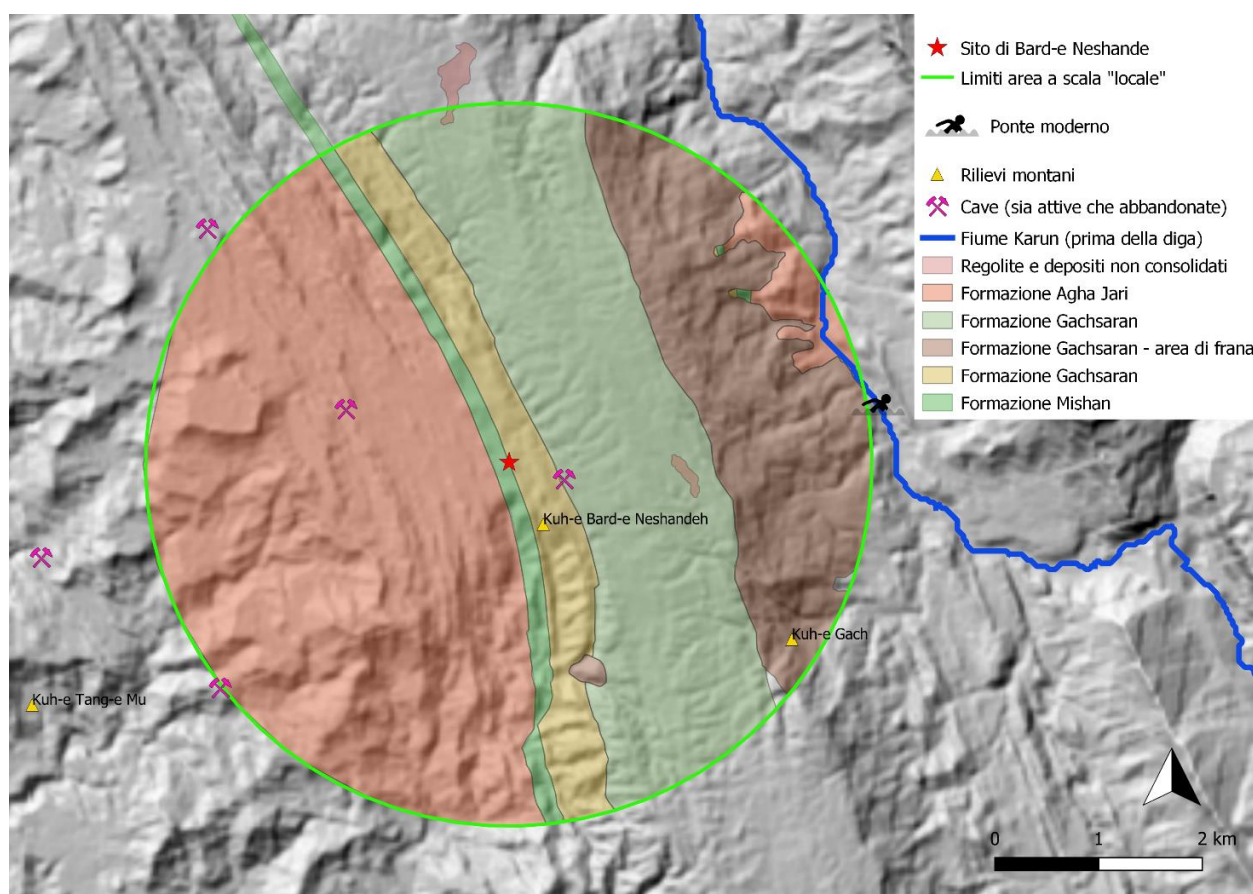 Sito di Bard-e Neshande
Limiti area a scala "locale"
Ponte moderno
Rilievi montani
Cave (sia attive che abbandonate)
Fiume Karun (prima della diga)
Regolite e depositi non consolidati
Formazione Agha Jari
Formazione Gachsaran
Formazione Gachsaran - area di frana
Formazione Gachsaran
Formazione Mishan
Kuh-e Bard-e Neshandeh
Kuh-e Gach
Kuh-e Tang-e Mu
0 1 2 km